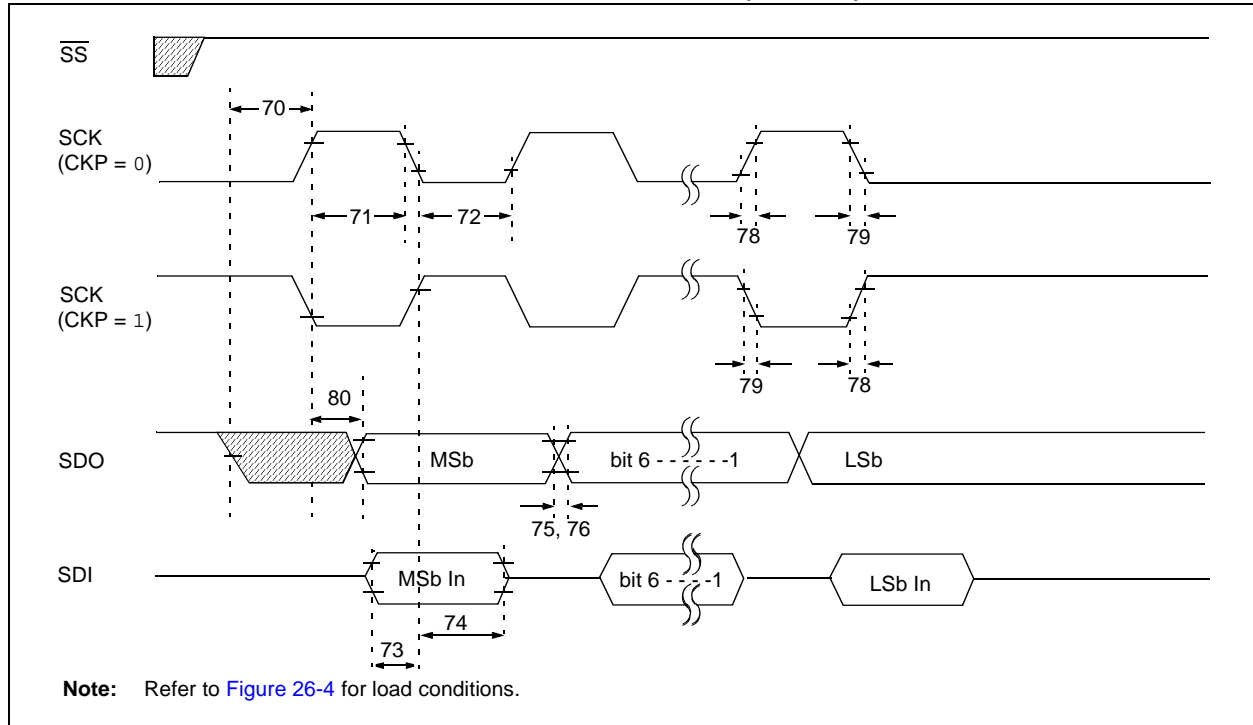 SS
70
SCK
(CKP = 0)
71
72
78
79
SCK
(CKP = 1)
79
78
80
SDO
MSb
bit 6 - - - - - -1
LSb
75, 76
SDI
MSb In
bit 6 - - - - -1
LSb In
74
73
Note: Refer to Figure 26-4 for load conditions.